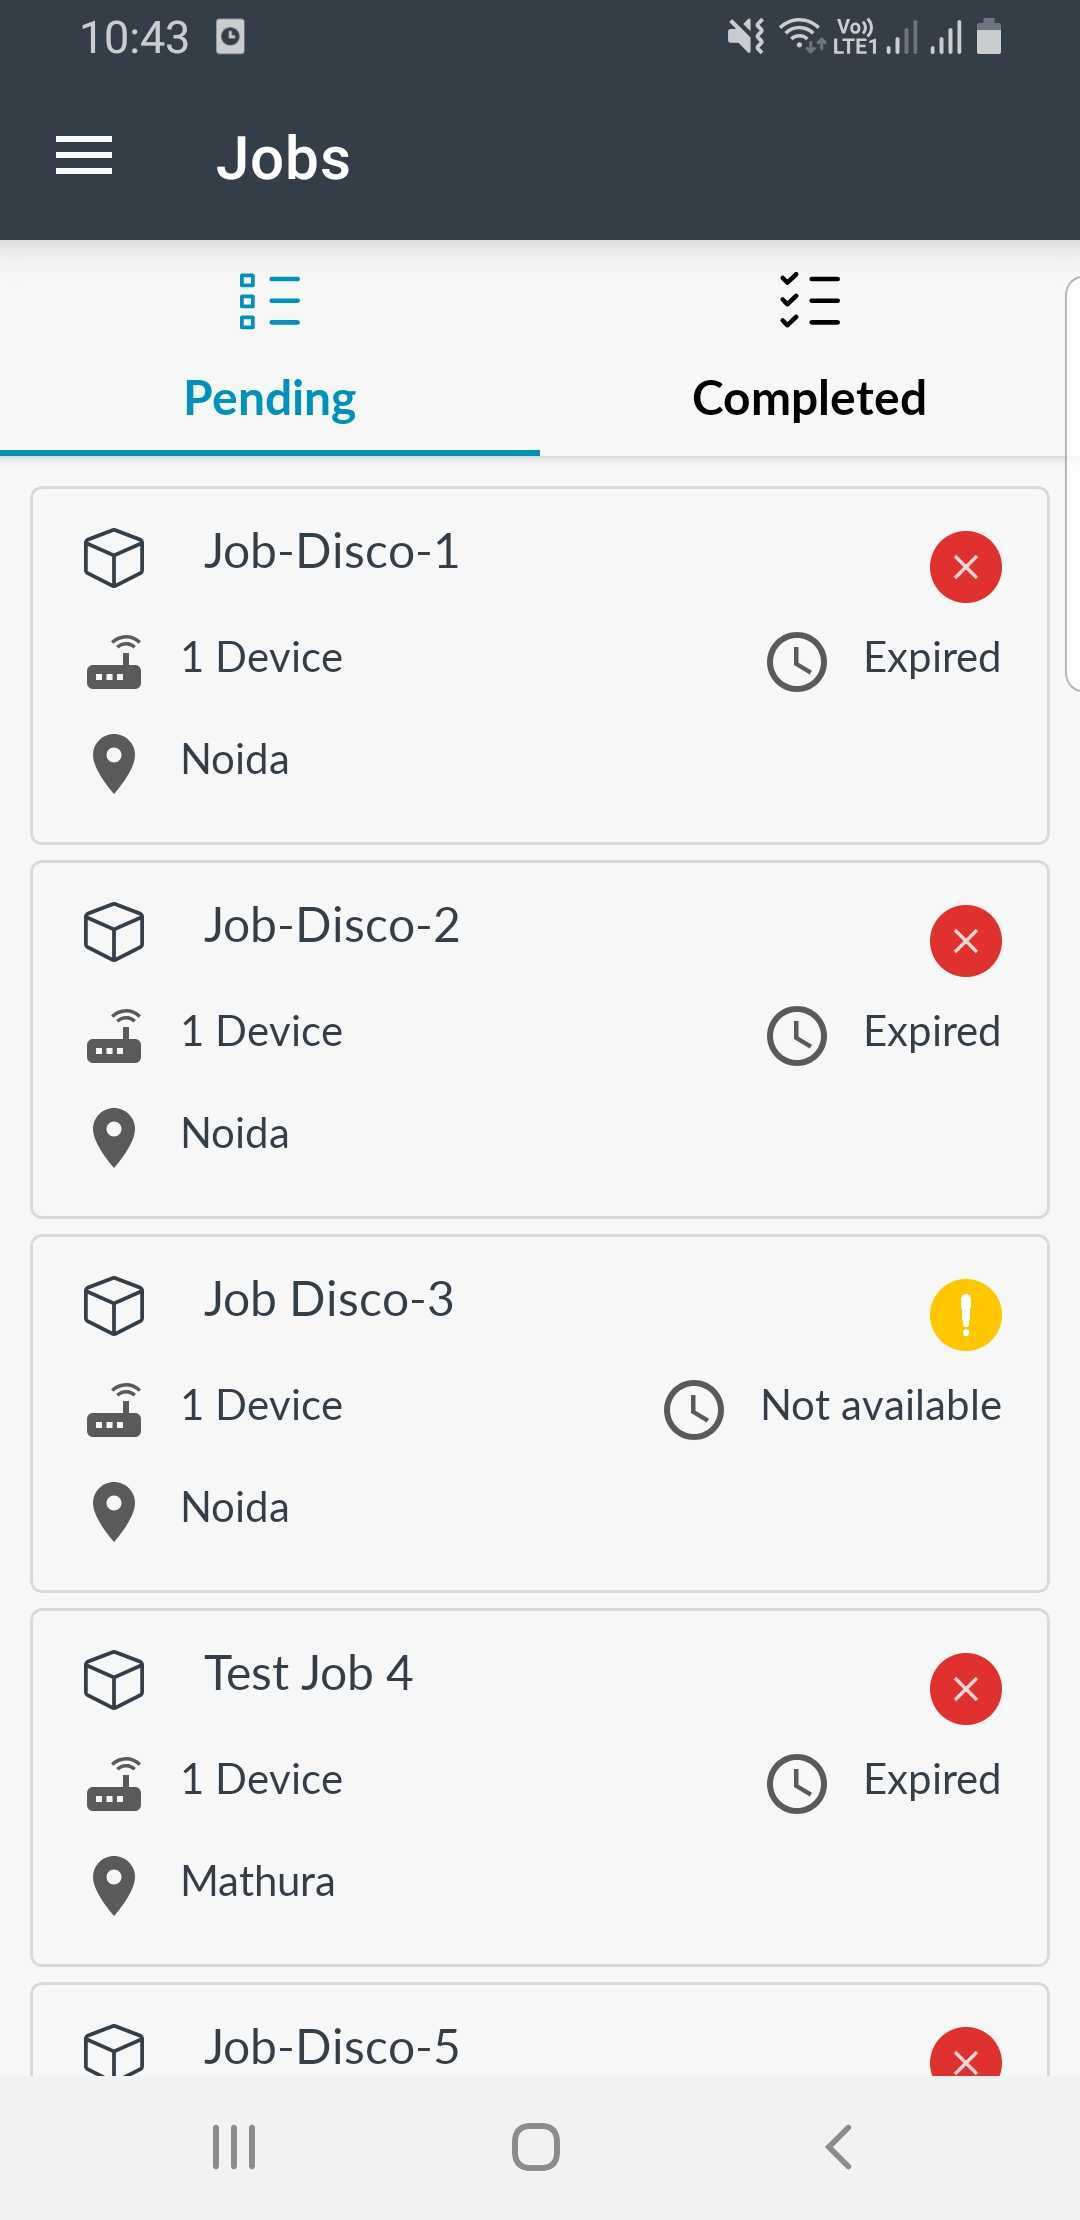 10:43
Vo))
LTE1
Jobs
Pending
Completed
Job-Disco-1
1 Device
Expired
Noida
Job-Disco-2
1 Device
Expired
Noida
Job Disco-3
1 Device
Not available
Noida
Test Job 4
1 Device
Expired
Mathura
Job-Disco-5